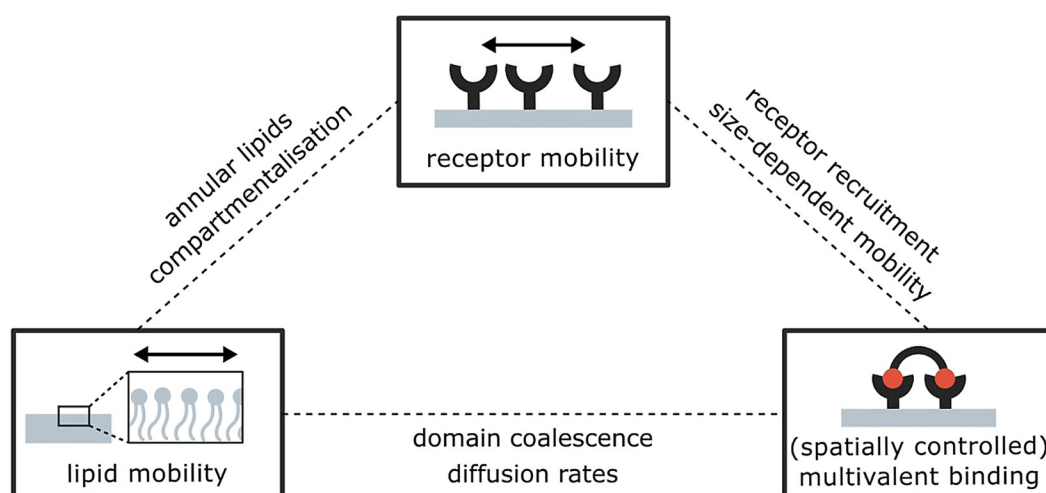 receptor mobility
annular lipids
compartmentalisation
receptor recruitment
size-dependent mobility
lipid mobility
domain coalescence
diffusion rates
(spatially controlled)
multivalent binding